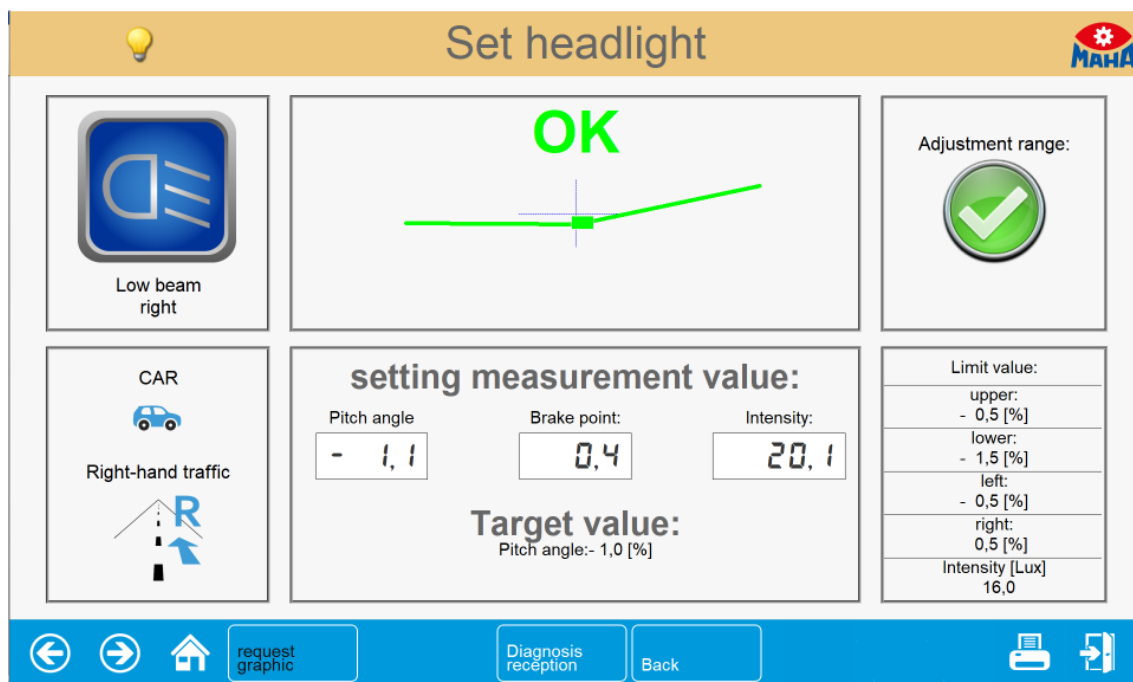 Set headlight
MAHA
Low beam
right
OK
Adjustment range:
CAR
Right-hand traffic
R
setting measurement value:
Pitch angle
Brake point:
Intensity:
- 1,1
0,4
20,1
Target value:
Pitch angle:- 1,0 [%]
Limit value:
upper:
- 0,5 [%]
lower:
- 1,5 [%]
left:
- 0,5 [%]
right:
0,5 [%]
Intensity [Lux]
16,0
request
graphic
Diagnosis
reception
Back